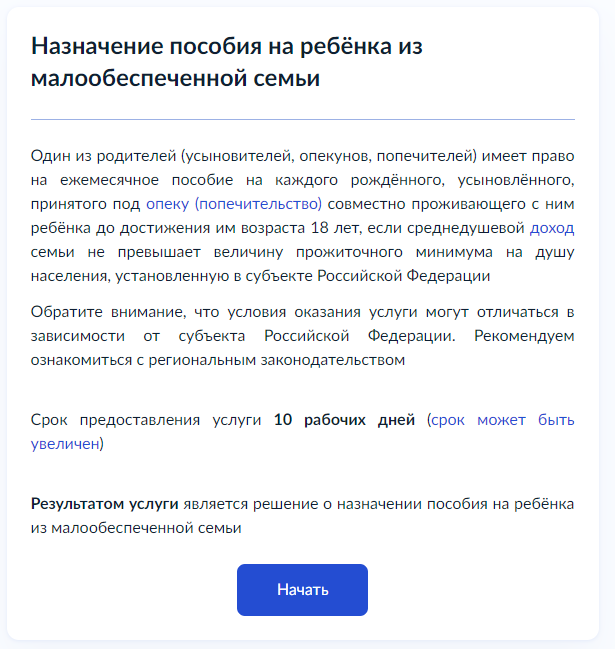 Назначение пособия на ребёнка из
малообеспеченной семьи
Один из родителей (усыновителей, опекунов, попечителей) имеет право
на ежемесячное пособие на каждого рождённого, усыновлённого,
принятого под опеку (попечительство) совместно проживающего с ним
ребёнка до достижения им возраста 18 лет, если среднедушевой доход
семьи не превышает величину прожиточного минимума на душу
населения, установленную в субъекте Российской Федерации
Обратите внимание, что условия оказания услуги могут отличаться в
зависимости от субъекта Российской Федерации. Рекомендуем
ознакомиться с региональным законодательством
Срок предоставления услуги 10 рабочих дней (срок может быть
увеличен)
Результатом услуги является решение о назначении пособия на ребёнка
из малообеспеченной семьи
Начать